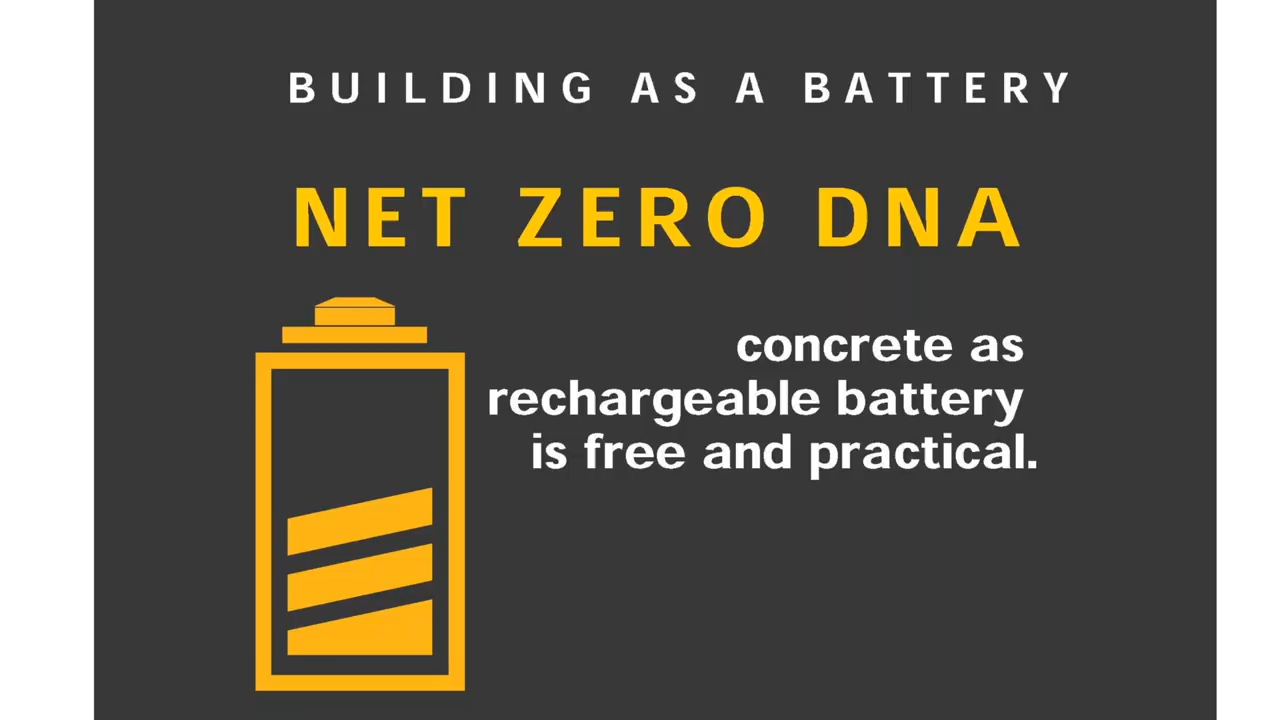 BUILDING AS A BATTERY
NET ZERO DNA
concrete as
rechargeable battery
is free and practical.